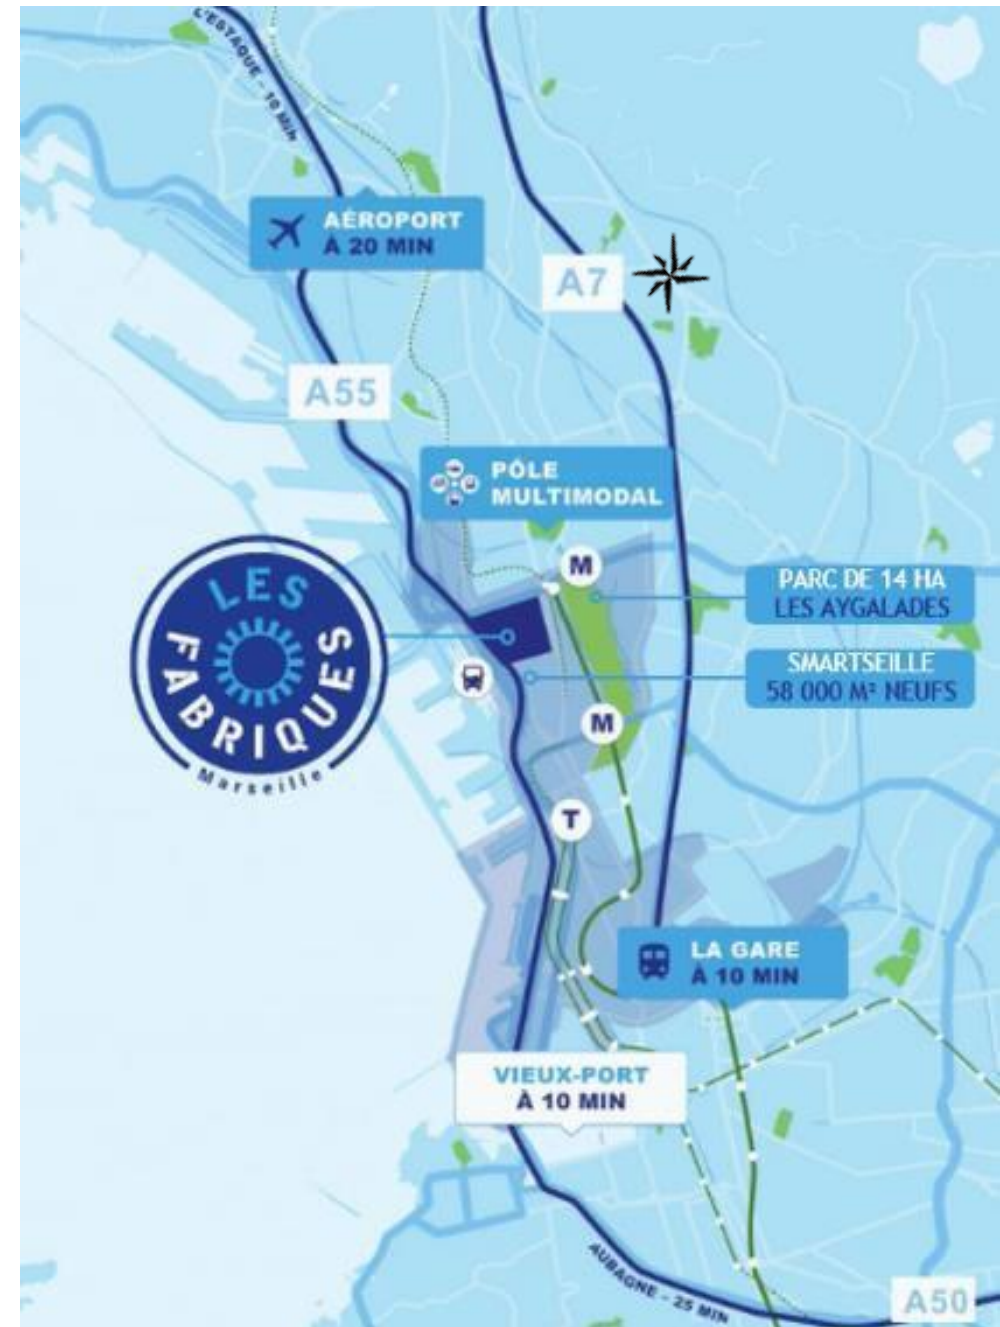 L'ESTAQUE - 10 MIN
AÉROPORT
À 20 MIN
A7
A55
PÔLE
MULTIMODAL
M
PARC DE 14 HA
LES AYGALADES
LES
FABRIQUES
Marseille
SMARTSEILLE
58 000 M² NEUFS
M
T
LA GARE
À 10 MIN
VIEUX-PORT
À 10 MIN
AUBAGNE - 25 MIN
A50